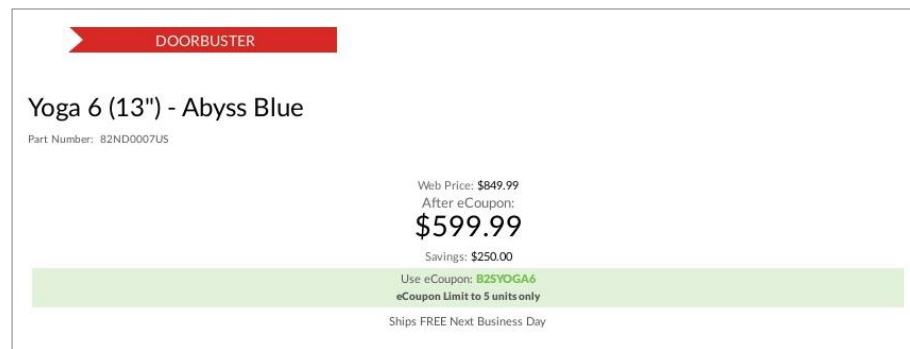 DOORBUSTER
Yoga 6 (13") - Abyss Blue
Part Number: 82ND0007US
Web Price: $849.99
After eCoupon:
$599.99
Savings: $250.00
Use eCoupon: B2SYOGA6
eCoupon Limit to 5 units only
Ships FREE Next Business Day